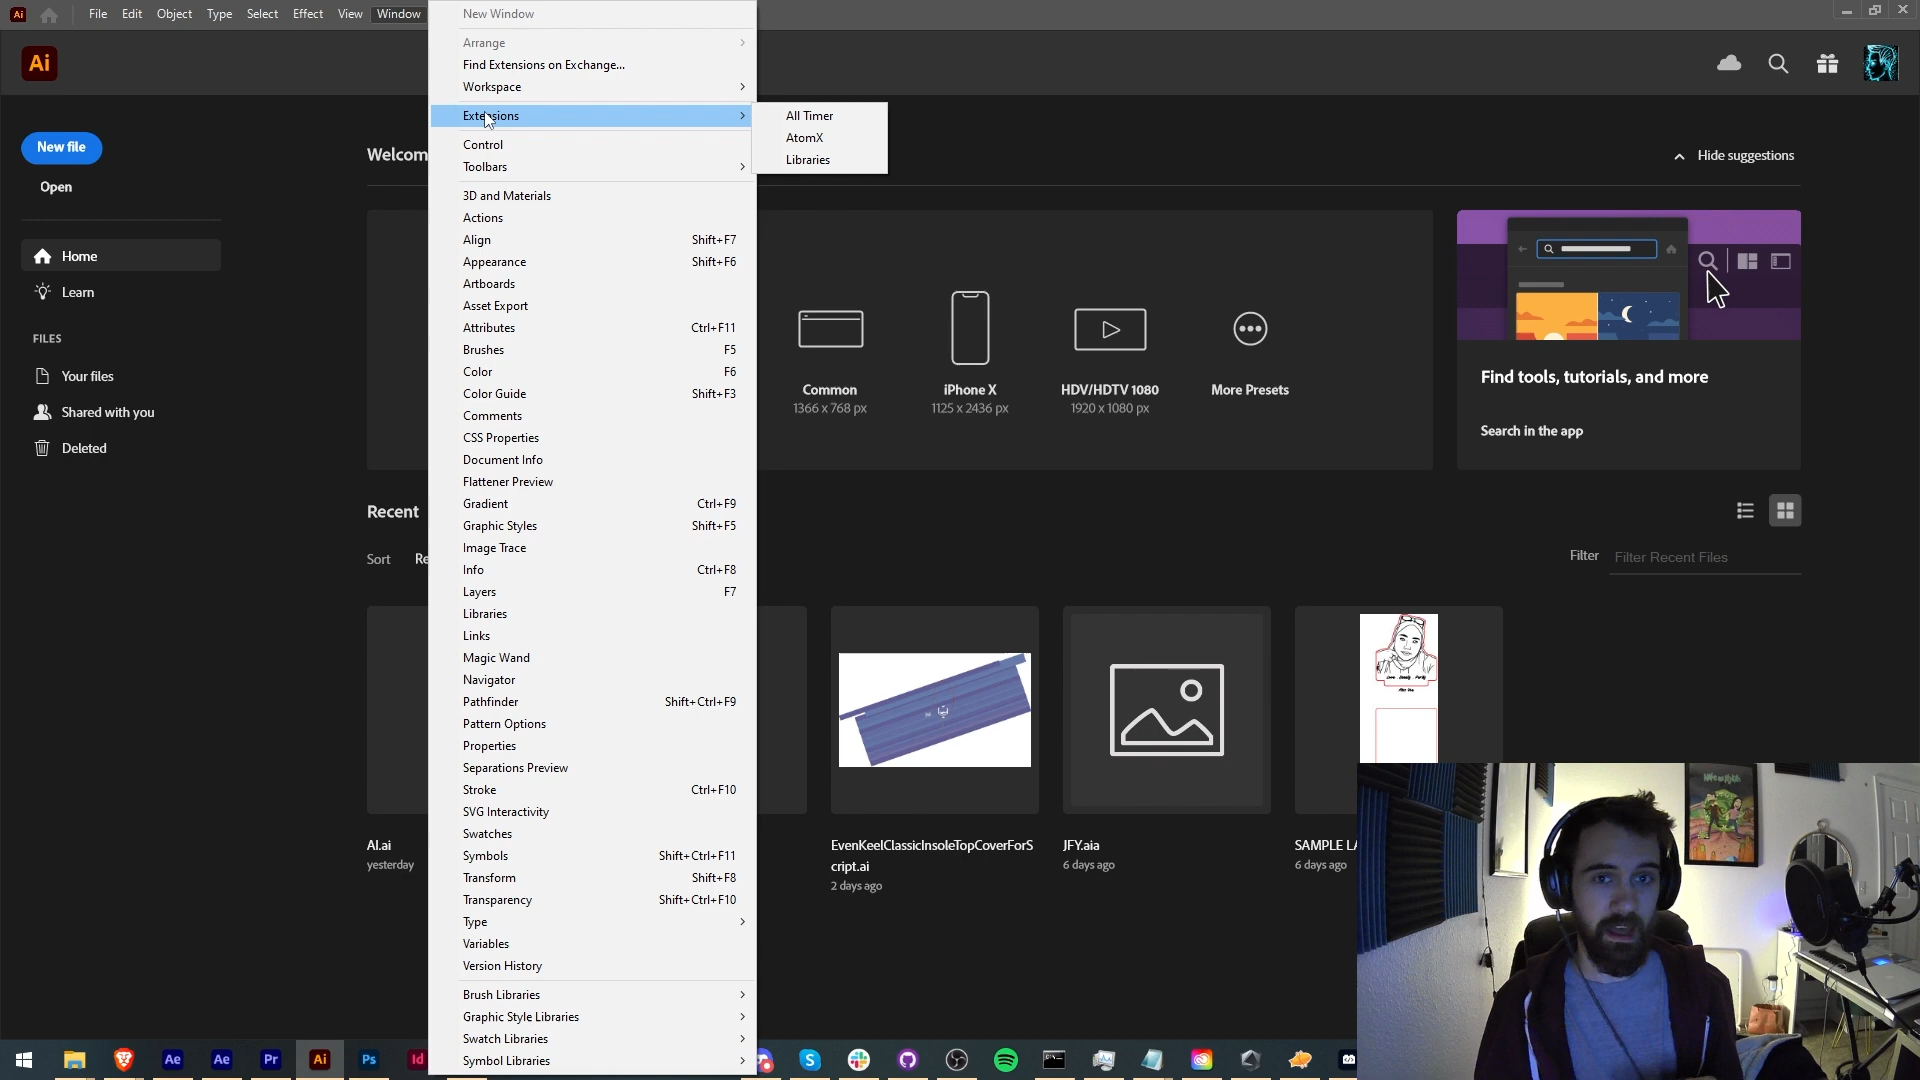 Ai
File Edit Object Type Select Effect View Window
Ai
New file
Open
Home
Learn
FILES
Your files
Shared with you
Deleted
New Window
Arrange
Find Extensions on Exchange...
Workspace
Extensions
Control
Toolbars
3D and Materials
Actions
Align Shift+F7
Appearance Shift+F6
Artboards
Asset Export
Attributes Ctrl+F11
Brushes F5
Color F6
Color Guide Shift+F3
Comments
CSS Properties
Document Info
Flattener Preview
Gradient Ctrl+F9
Graphic Styles Shift+F5
Image Trace
Info Ctrl+F8
Layers F7
Libraries
Links
Magic Wand
Navigator
Pathfinder Shift+Ctrl+F9
Pattern Options
Properties
Separations Preview
Stroke Ctrl+F10
SVG Interactivity
Swatches
Symbols Shift+Ctrl+F11
Transform Shift+F8
Transparency Shift+Ctrl+F10
Type
Variables
Version History
Brush Libraries
Graphic Style Libraries
Swatch Libraries
Symbol Libraries
All Timer
AtomX
Libraries
Welcom
Hide suggestions
Common
1366 x 768 px
iPhone X
1125 x 2436 px
HDV/HDTV 1080
1920 x 1080 px
More Presets
Find tools, tutorials, and more
Search in the app
Recent
Sort Re
Filter Filter Recent Files
AI.ai
yesterday
EvenKeelClassicInsoleTopCoverForS
cript.ai
2 days ago
JFY.aia
6 days ago
SAMPLE LA
6 days ago
Ae Ae Pr Ai Ps Id